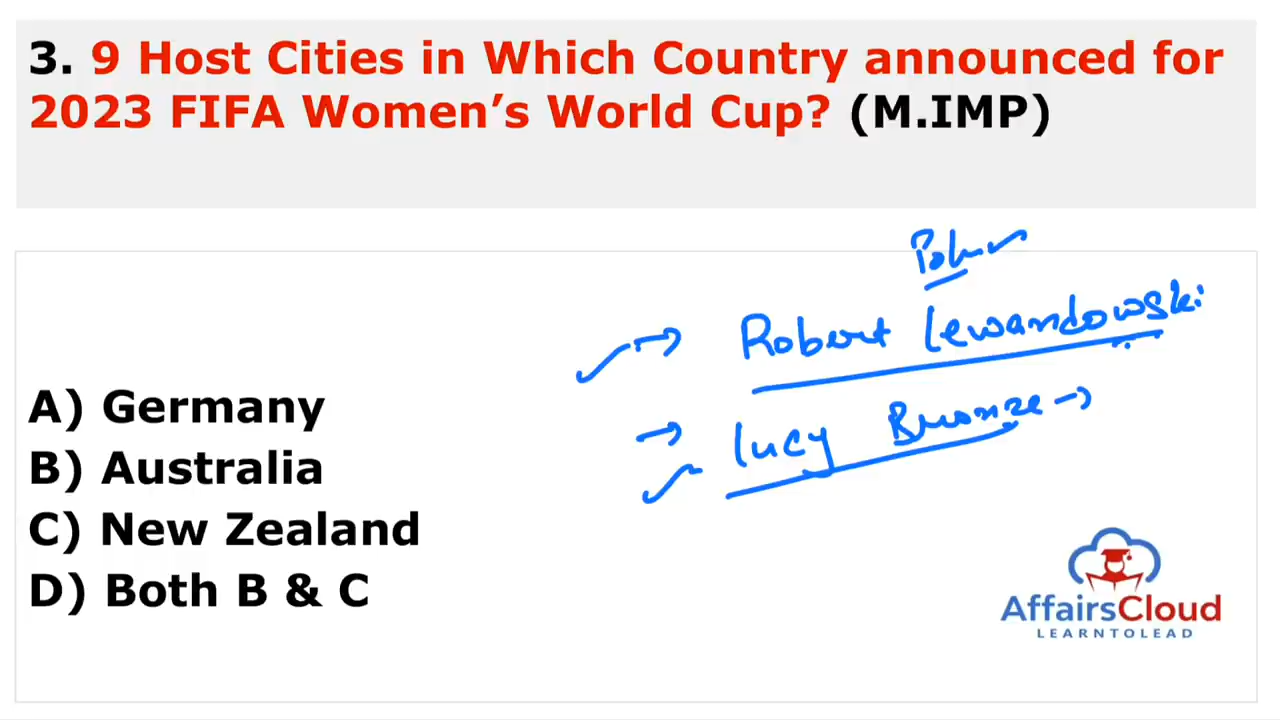 3. 9 Host Cities in Which Country announced for
2023 FIFA Women’s World Cup? (M.IMP)
Robert Lewandowski
Lucy Bronze
A) Germany
B) Australia
C) New Zealand
D) Both B & C
AffairsCloud
LEARNTOLEAD